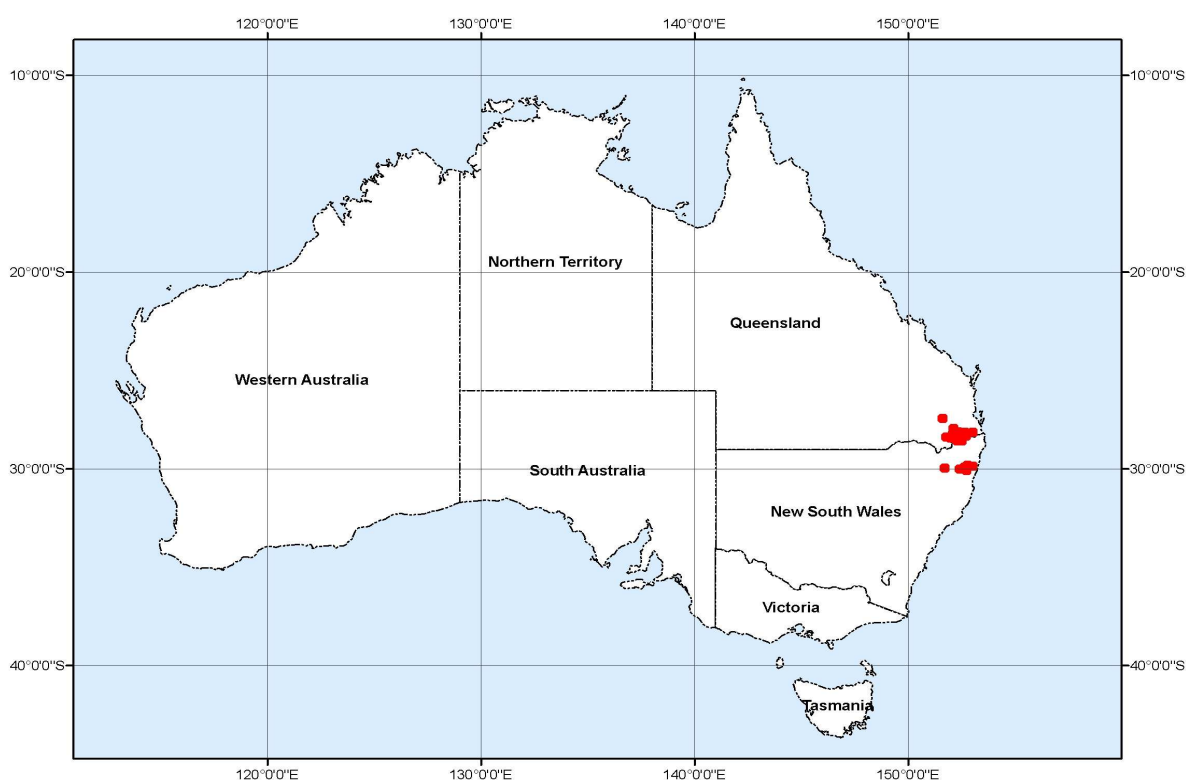 120°0'0"E 130°0'0"E 140°0'0"E 150°0'0"E
10°0'0"S 10°0'0"S
Northern Territory
20°0'0"S 20°0'0"S
Queensland
Western Australia
30°0'0"S South Australia 30°0'0"S
New South Wales
Victoria
40°0'0"S 40°0'0"S
Tasmania
120°0'0"E 130°0'0"E 140°0'0"E 150°0'0"E